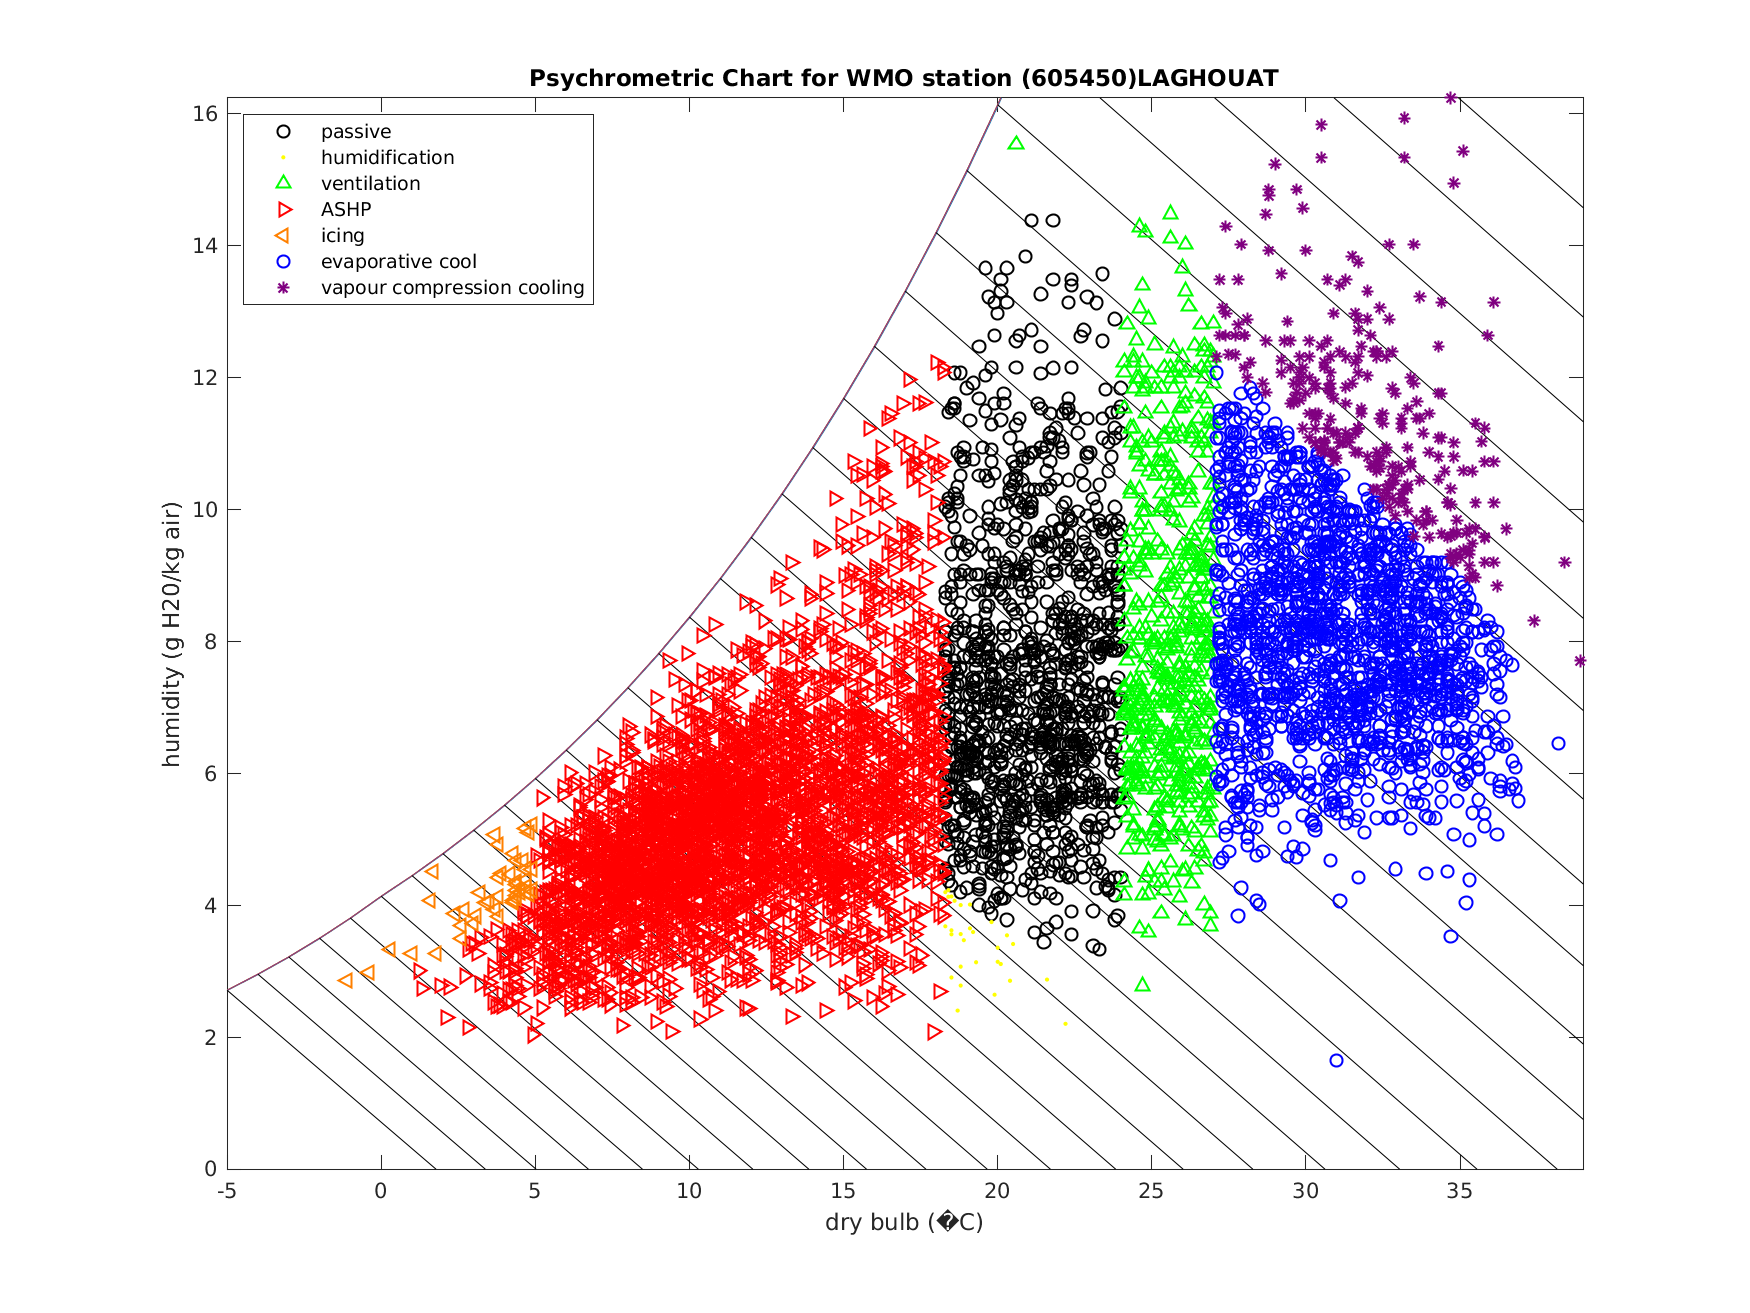 Psychrometric Chart for WMO station (605450)LAGHOUAT
16
14
12
10
8
6
4
2
0
humidity (g H20/kg air)
passive
humidification
ventilation
ASHP
icing
evaporative cool
vapour compression cooling
-5 0 5 10 15 20 25 30 35
dry bulb (�C)